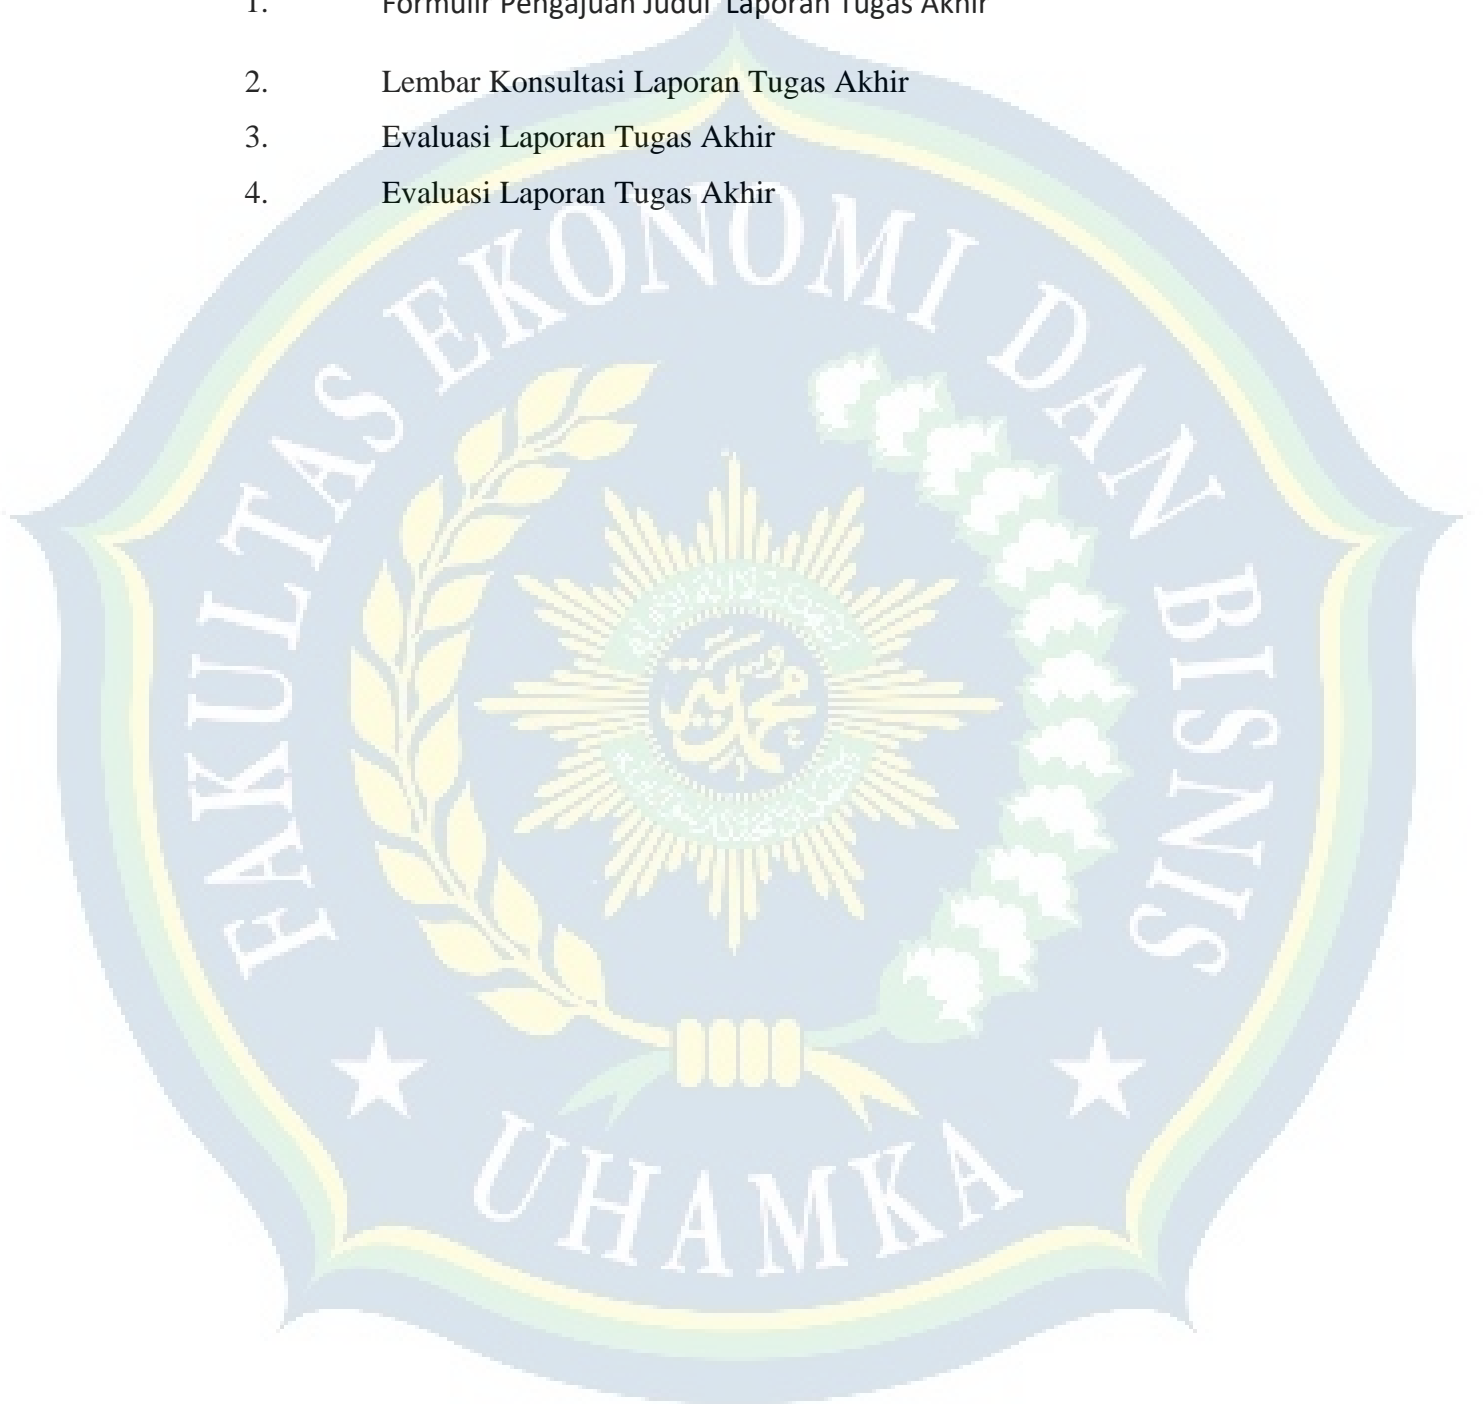 1. Formulir Pengajuan Judul Laporan Tugas Akhir
2. Lembar Konsultasi Laporan Tugas Akhir
3. Evaluasi Laporan Tugas Akhir
4. Evaluasi Laporan Tugas Akhir
FAKULTAS EKONOMI DAN BISNIS
محمدية
UHAMKA